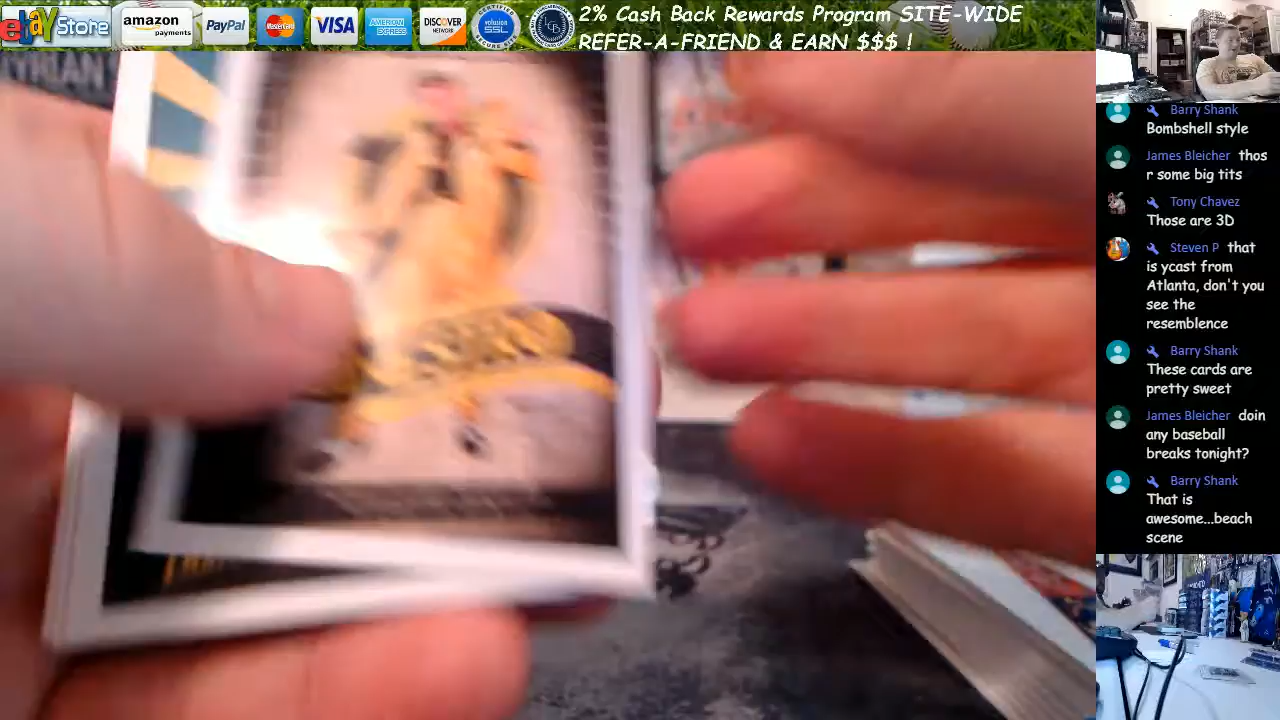 ebay Store
amazon
payments
PayPal
MasterCard
VISA
AMERICAN
EXPRESS
DISCOVER
NETWORK
volusion
SSL
2% Cash Back Rewards Program SITE-WIDE
REFER-A-FRIEND & EARN $$$ !
Barry Shank
Bombshell style
James Bleicher thos
r some big tits
Tony Chavez
Those are 3D
Steven P that
is ycast from
Atlanta, don't you
see the
resemblence
Barry Shank
These cards are
pretty sweet
James Bleicher doin
any baseball
breaks tonight?
Barry Shank
That is
awesome...beach
scene